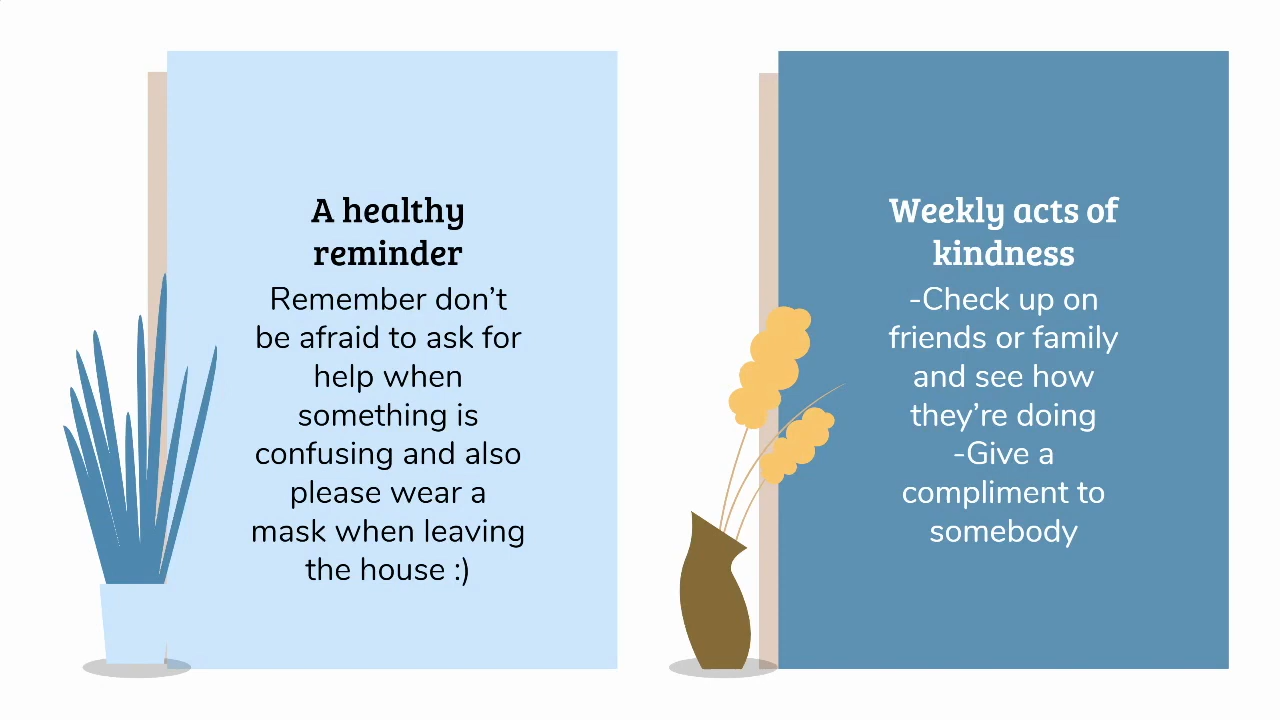 A healthy
reminder
Remember don’t
be afraid to ask for
help when
something is
confusing and also
please wear a
mask when leaving
the house :)
Weekly acts of
kindness
-Check up on
friends or family
and see how
they’re doing
-Give a
compliment to
somebody